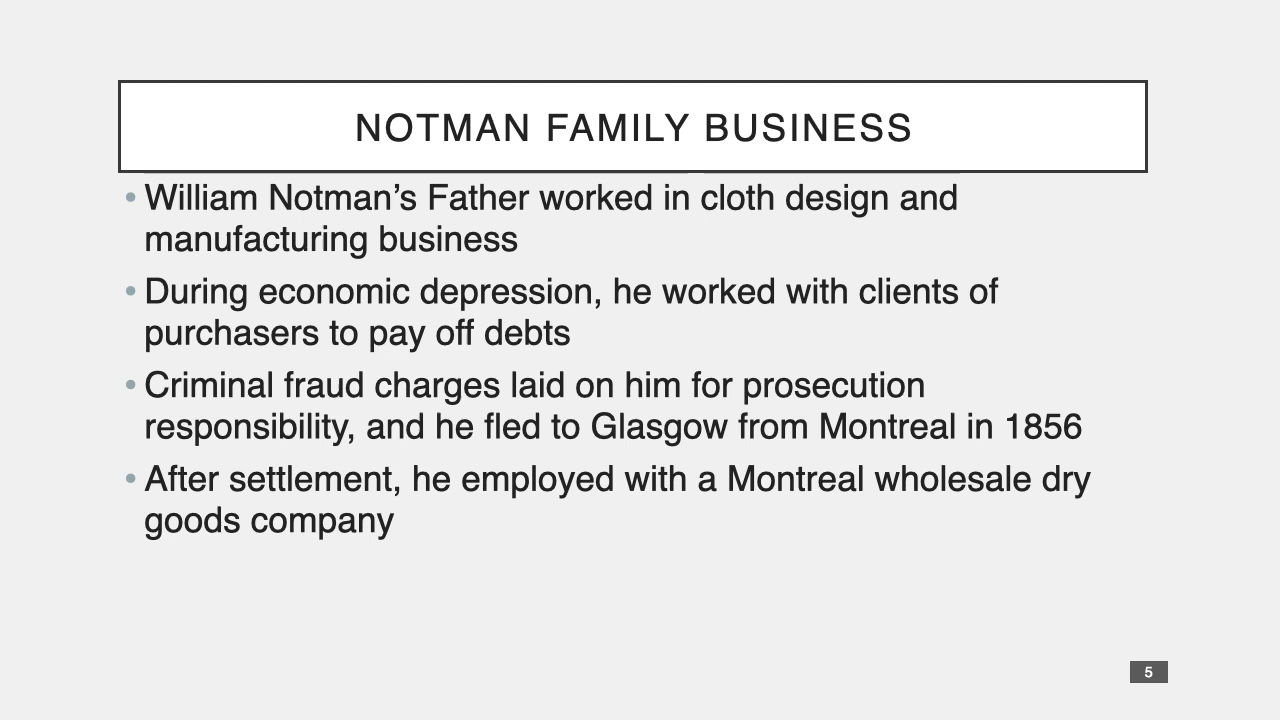 NOTMAN FAMILY BUSINESS
• William Notman’s Father worked in cloth design and
manufacturing business
• During economic depression, he worked with clients of
purchasers to pay off debts
• Criminal fraud charges laid on him for prosecution
responsibility, and he fled to Glasgow from Montreal in 1856
• After settlement, he employed with a Montreal wholesale dry
goods company
5